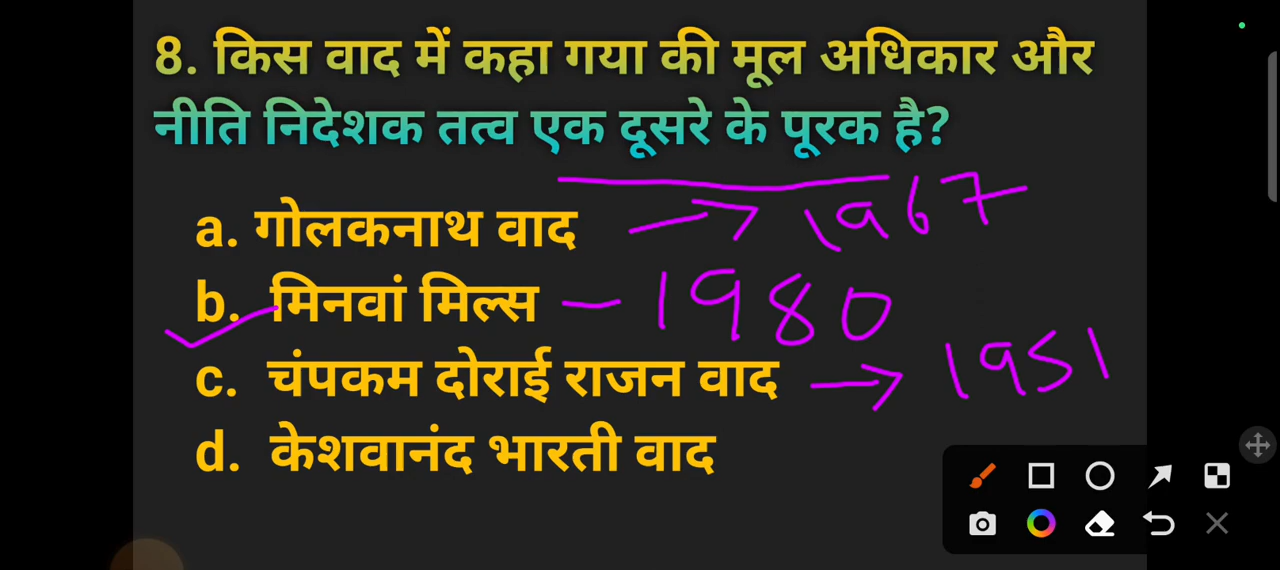 8. किस वाद में कहा गया की मूल अधिकार और
नीति निदेशक तत्व एक दूसरे के पूरक है?
a. गोलकनाथ वाद → 1967
b. मिनवां मिल्स - 1980
c. चंपकम दोराई राजन वाद → 1951
d. केशवानंद भारती वाद